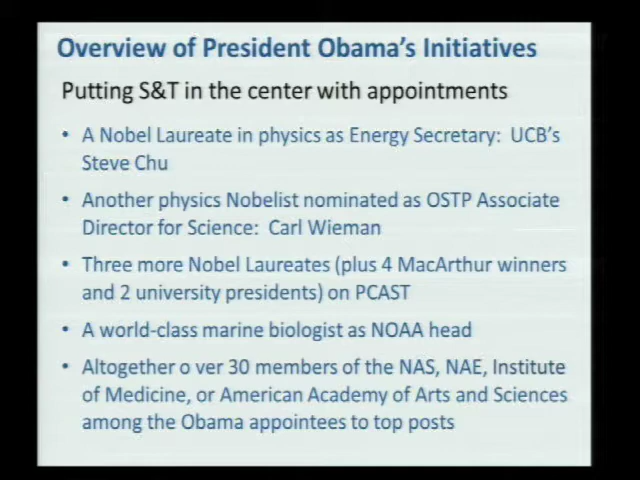 Overview of President Obama's Initiatives
Putting S&T in the center with appointments
• A Nobel Laureate in physics as Energy Secretary: UCB's
Steve Chu
• Another physics Nobelist nominated as OSTP Associate
Director for Science: Carl Wieman
• Three more Nobel Laureates (plus 4 MacArthur winners
and 2 university presidents) on PCAST
• A world-class marine biologist as NOAA head
• Altogether o ver 30 members of the NAS, NAE, Institute
of Medicine, or American Academy of Arts and Sciences
among the Obama appointees to top posts